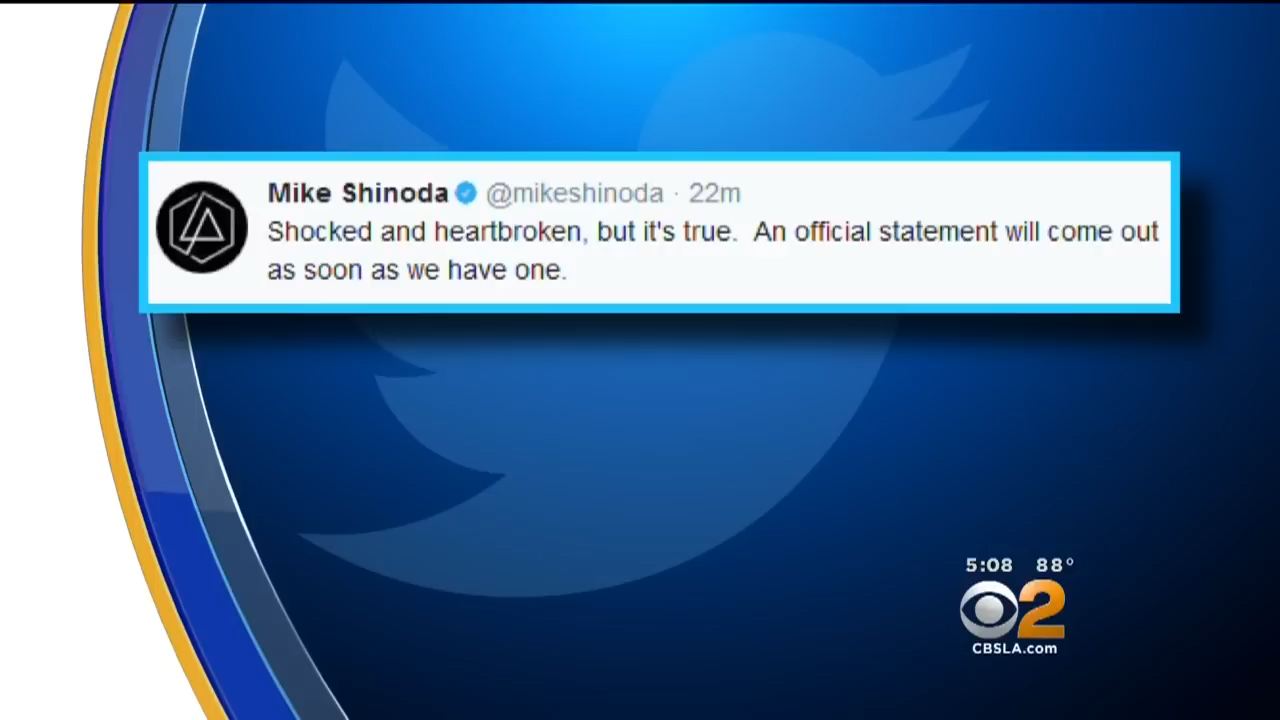 Mike Shinoda @mikeshinoda · 22m
Shocked and heartbroken, but it's true.  An official statement will come out
as soon as we have one.
5:08 88°
2
CBSLA.com